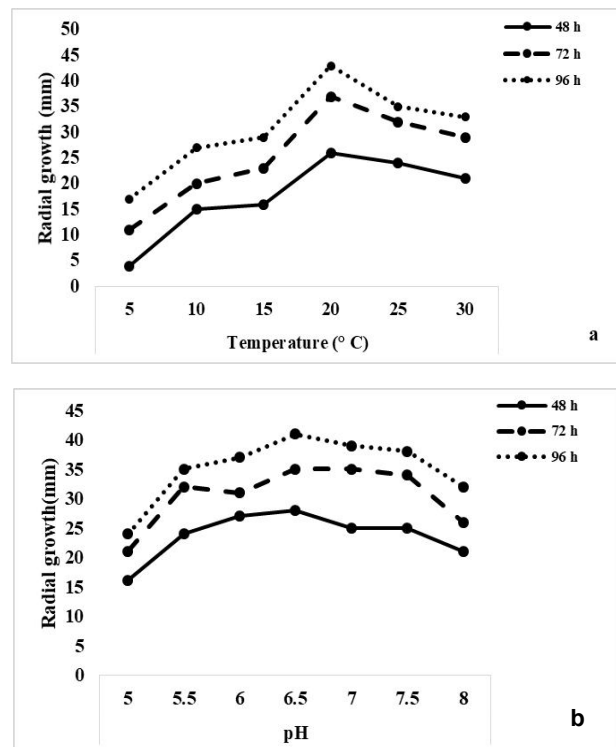 48 h
72 h
96 h
50
45
40
35
30
25
20
15
10
5
0
Radial growth (mm)
5 10 15 20 25 30
Temperature (° C)
a
48 h
72 h
96 h
45
40
35
30
25
20
15
10
5
0
Radial growth(mm)
5 5.5 6 6.5 7 7.5 8
pH
b